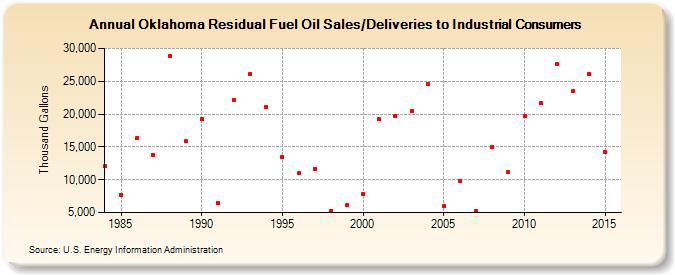 Annual Oklahoma Residual Fuel Oil Sales/Deliveries to Industrial Consumers
Thousand Gallons
30,000
25,000
20,000
15,000
10,000
5,000
1985 1990 1995 2000 2005 2010 2015
Source: U.S. Energy Information Administration